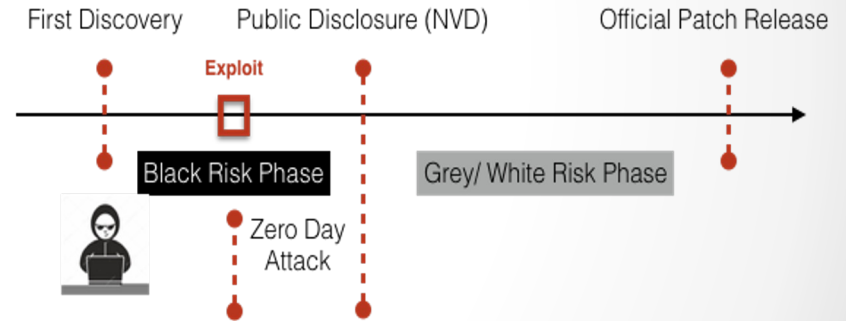 First Discovery
Public Disclosure (NVD)
Official Patch Release
Exploit
Black Risk Phase
Grey/ White Risk Phase
Zero Day
Attack